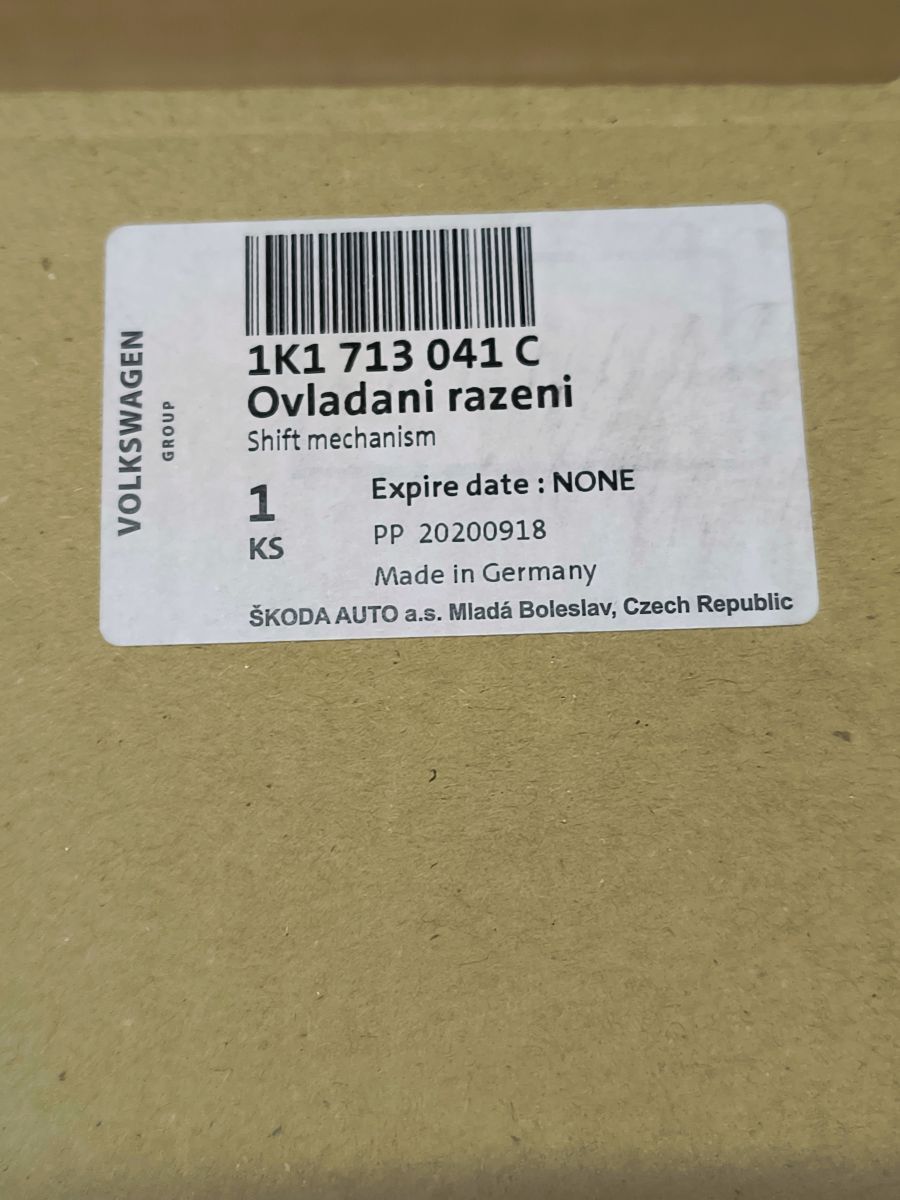 VOLKSWAGEN
GROUP
1K1 713 041 C
Ovladani razeni
Shift mechanism
1
KS
Expire date : NONE
PP 20200918
Made in Germany
ŠKODA AUTO a.s. Mladá Boleslav, Czech Republic